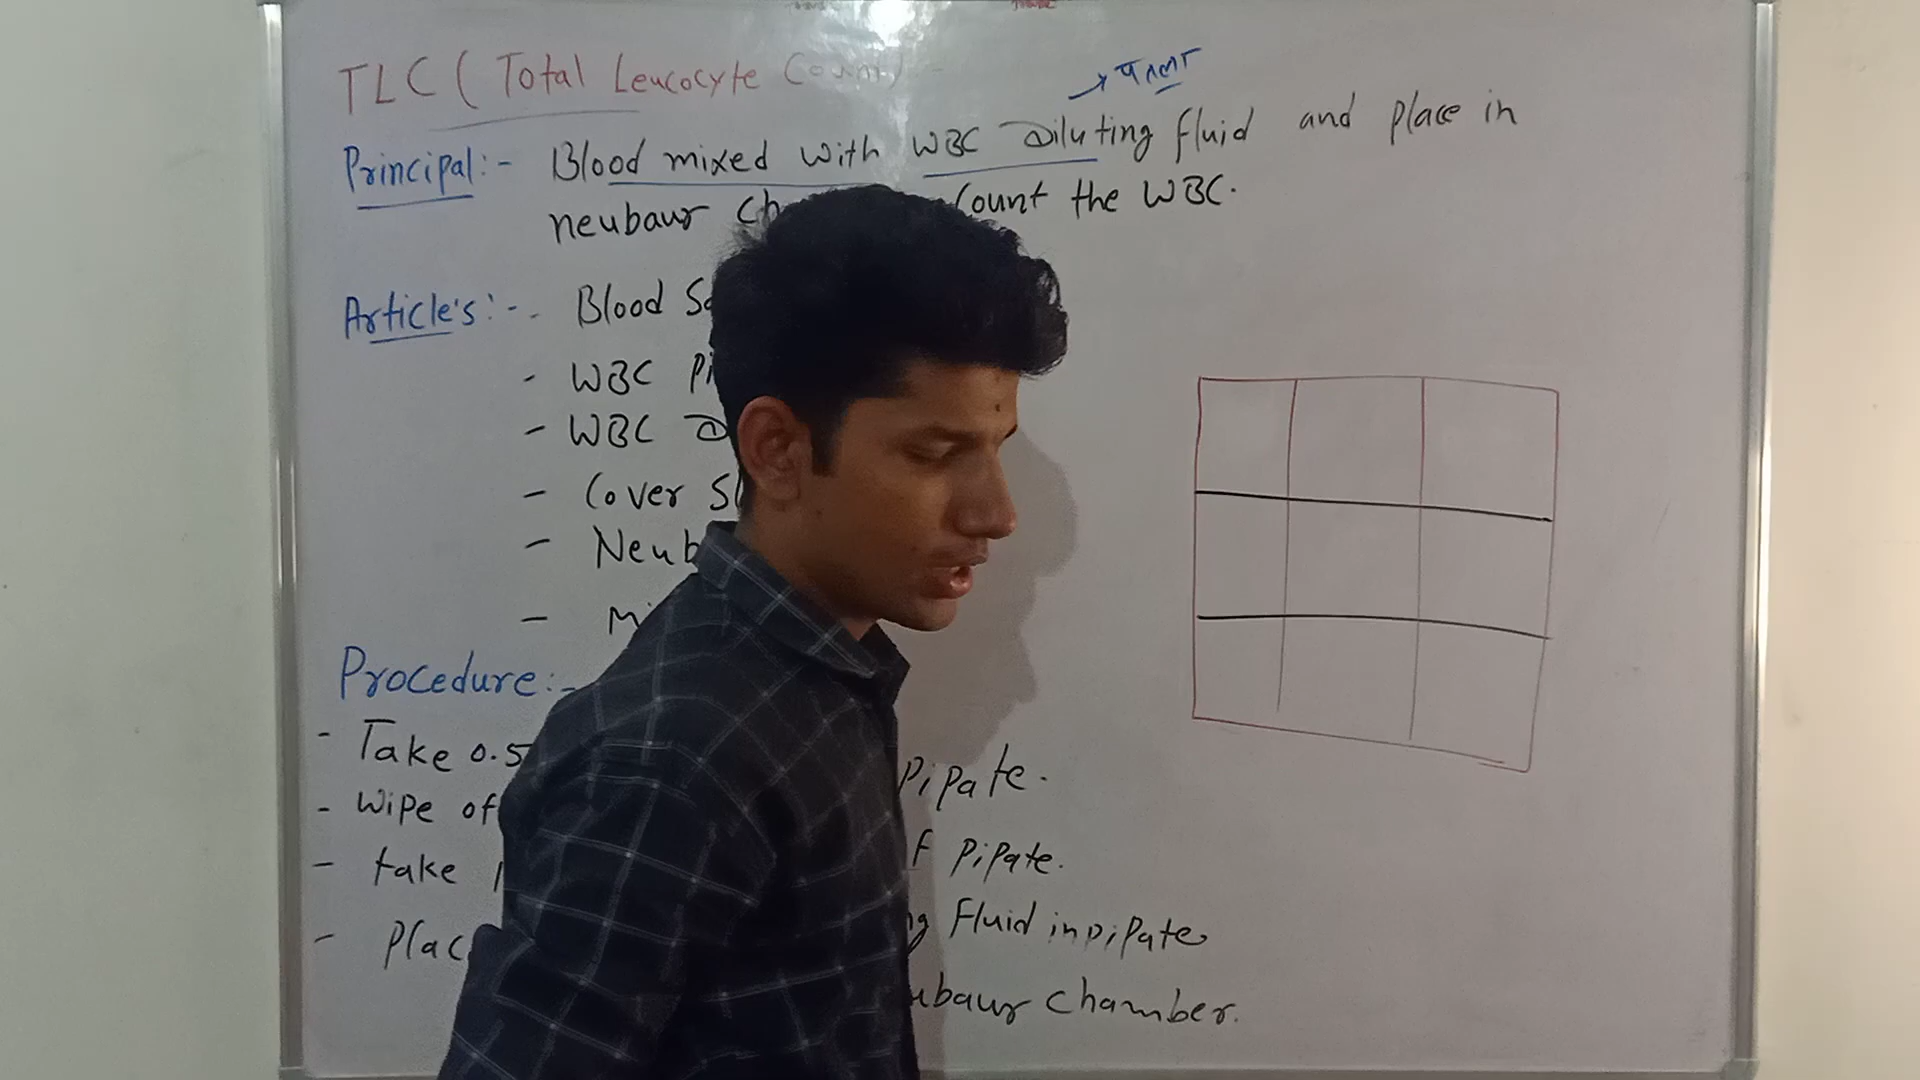 TLC ( Total Leucocyte Count) :-
→ पतला
Principal:- Blood mixed with WBC Diluting fluid and place in
neubaur Ch Count the WBC.
Article's:- Blood Sa
- WBC Pi
- WBC D
- Cover Sl
- Neub
- Mi
Procedure:-
- Take 0.5 Pipate.
- Wipe of f Pipate.
- take ng Fluid in pipate
- Plac ubaur Chamber.